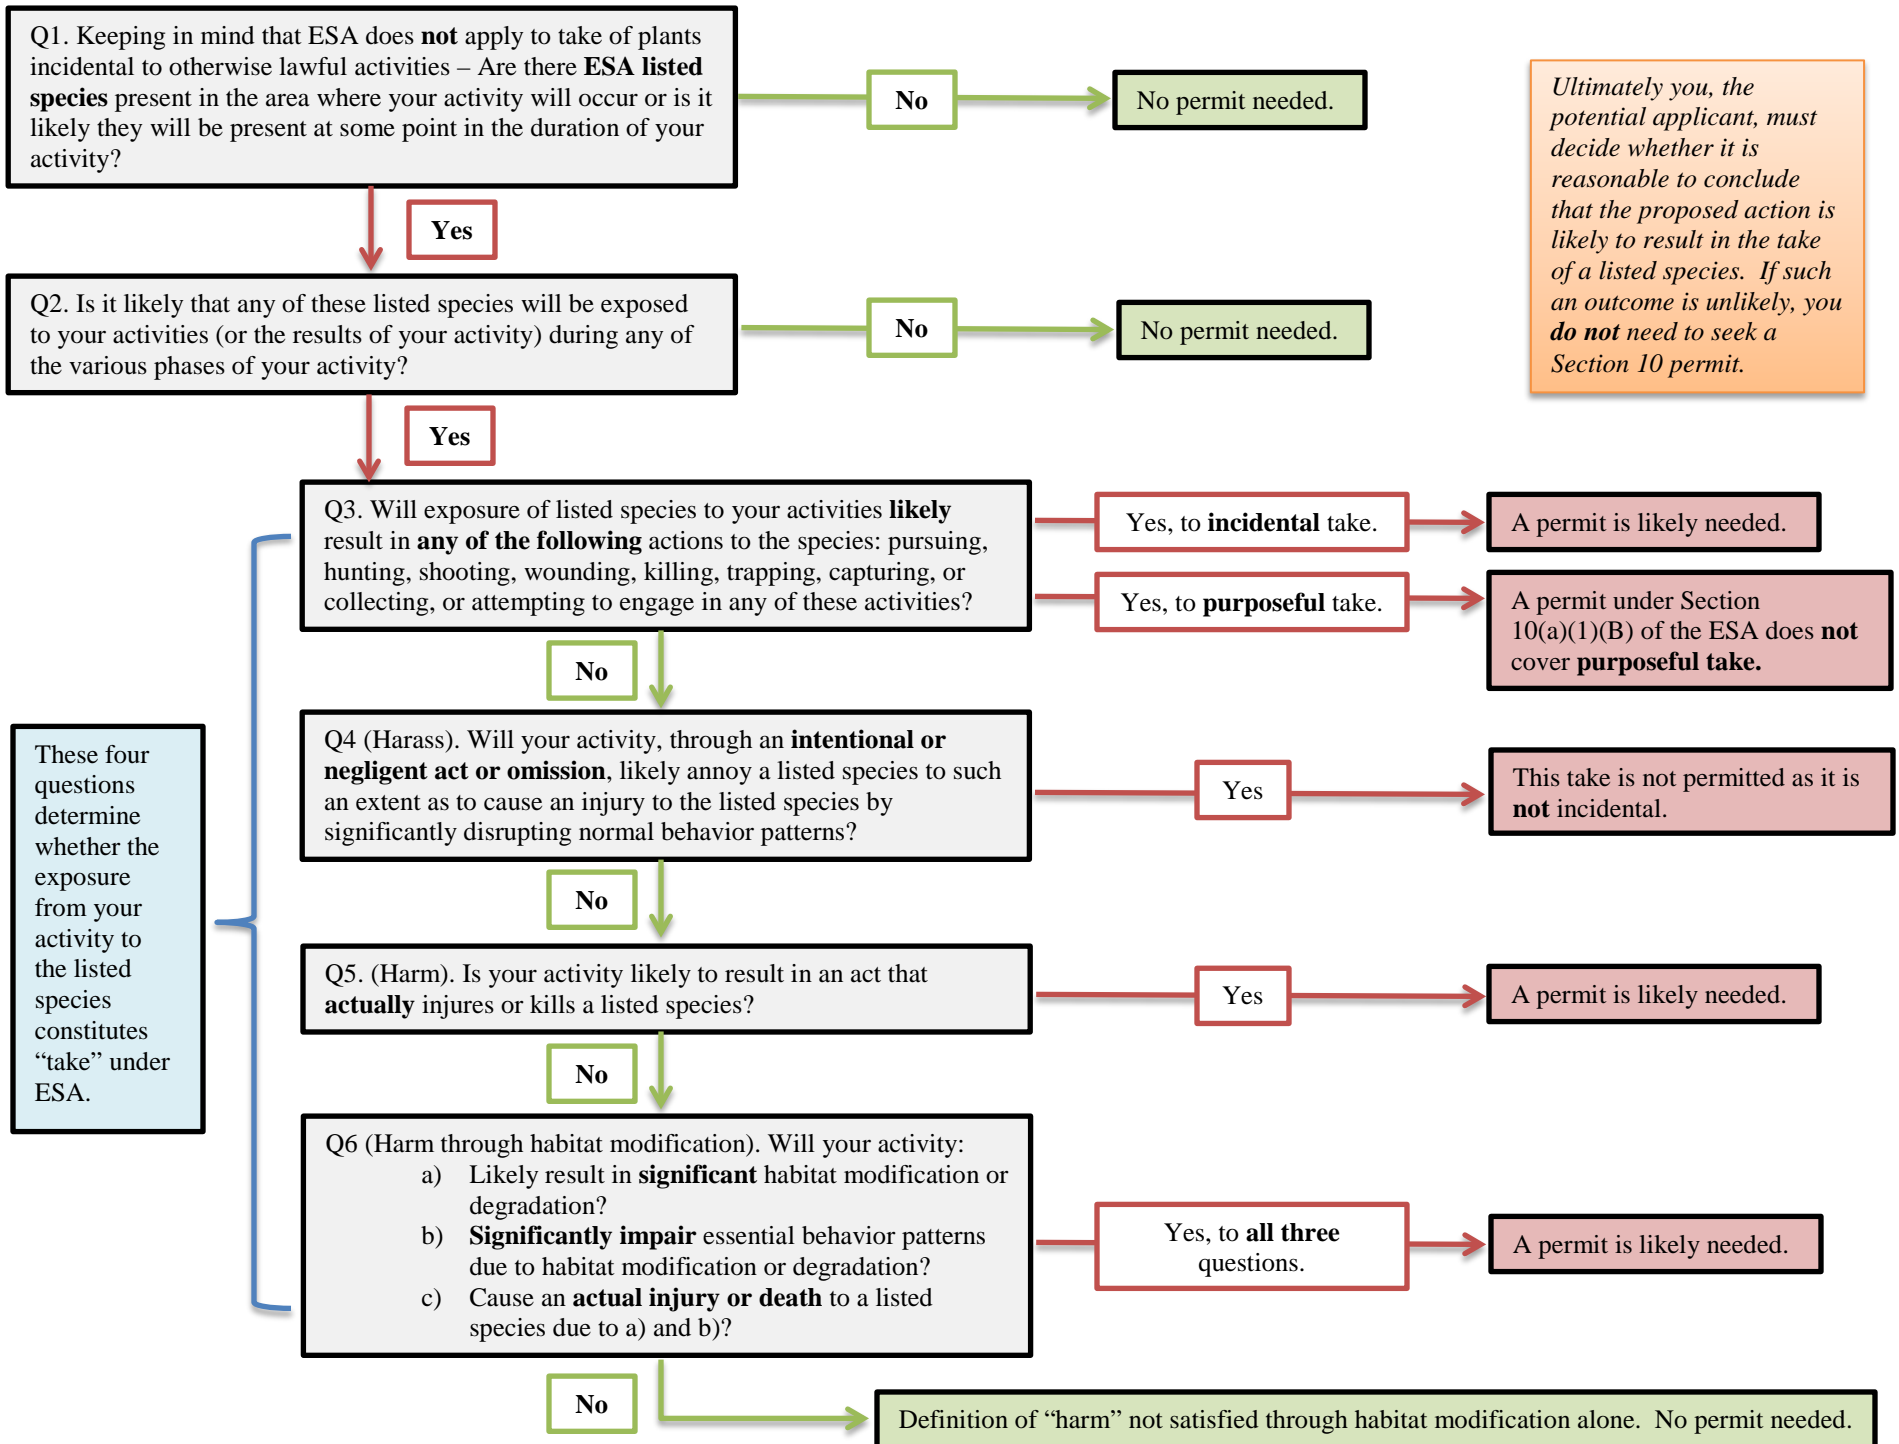 Q1. Keeping in mind that ESA does not apply to take of plants
incidental to otherwise lawful activities – Are there ESA listed
species present in the area where your activity will occur or is it
likely they will be present at some point in the duration of your
activity?
No
No permit needed.
Ultimately you, the
potential applicant, must
decide whether it is
reasonable to conclude
that the proposed action is
likely to result in the take
of a listed species.  If such
an outcome is unlikely, you
do not need to seek a
Section 10 permit.
Yes
Q2. Is it likely that any of these listed species will be exposed
to your activities (or the results of your activity) during any of
the various phases of your activity?
No
No permit needed.
Yes
Q3. Will exposure of listed species to your activities likely
result in any of the following actions to the species: pursuing,
hunting, shooting, wounding, killing, trapping, capturing, or
collecting, or attempting to engage in any of these activities?
Yes, to incidental take.
A permit is likely needed.
Yes, to purposeful take.
A permit under Section
10(a)(1)(B) of the ESA does not
cover purposeful take.
No
These four
questions
determine
whether the
exposure
from your
activity to
the listed
species
constitutes
“take” under
ESA.
Q4 (Harass). Will your activity, through an intentional or
negligent act or omission, likely annoy a listed species to such
an extent as to cause an injury to the listed species by
significantly disrupting normal behavior patterns?
Yes
This take is not permitted as it is
not incidental.
No
Q5. (Harm). Is your activity likely to result in an act that
actually injures or kills a listed species?
Yes
A permit is likely needed.
No
Q6 (Harm through habitat modification). Will your activity:
a) Likely result in significant habitat modification or
degradation?
b) Significantly impair essential behavior patterns
due to habitat modification or degradation?
c) Cause an actual injury or death to a listed
species due to a) and b)?
Yes, to all three
questions.
A permit is likely needed.
No
Definition of “harm” not satisfied through habitat modification alone.  No permit needed.